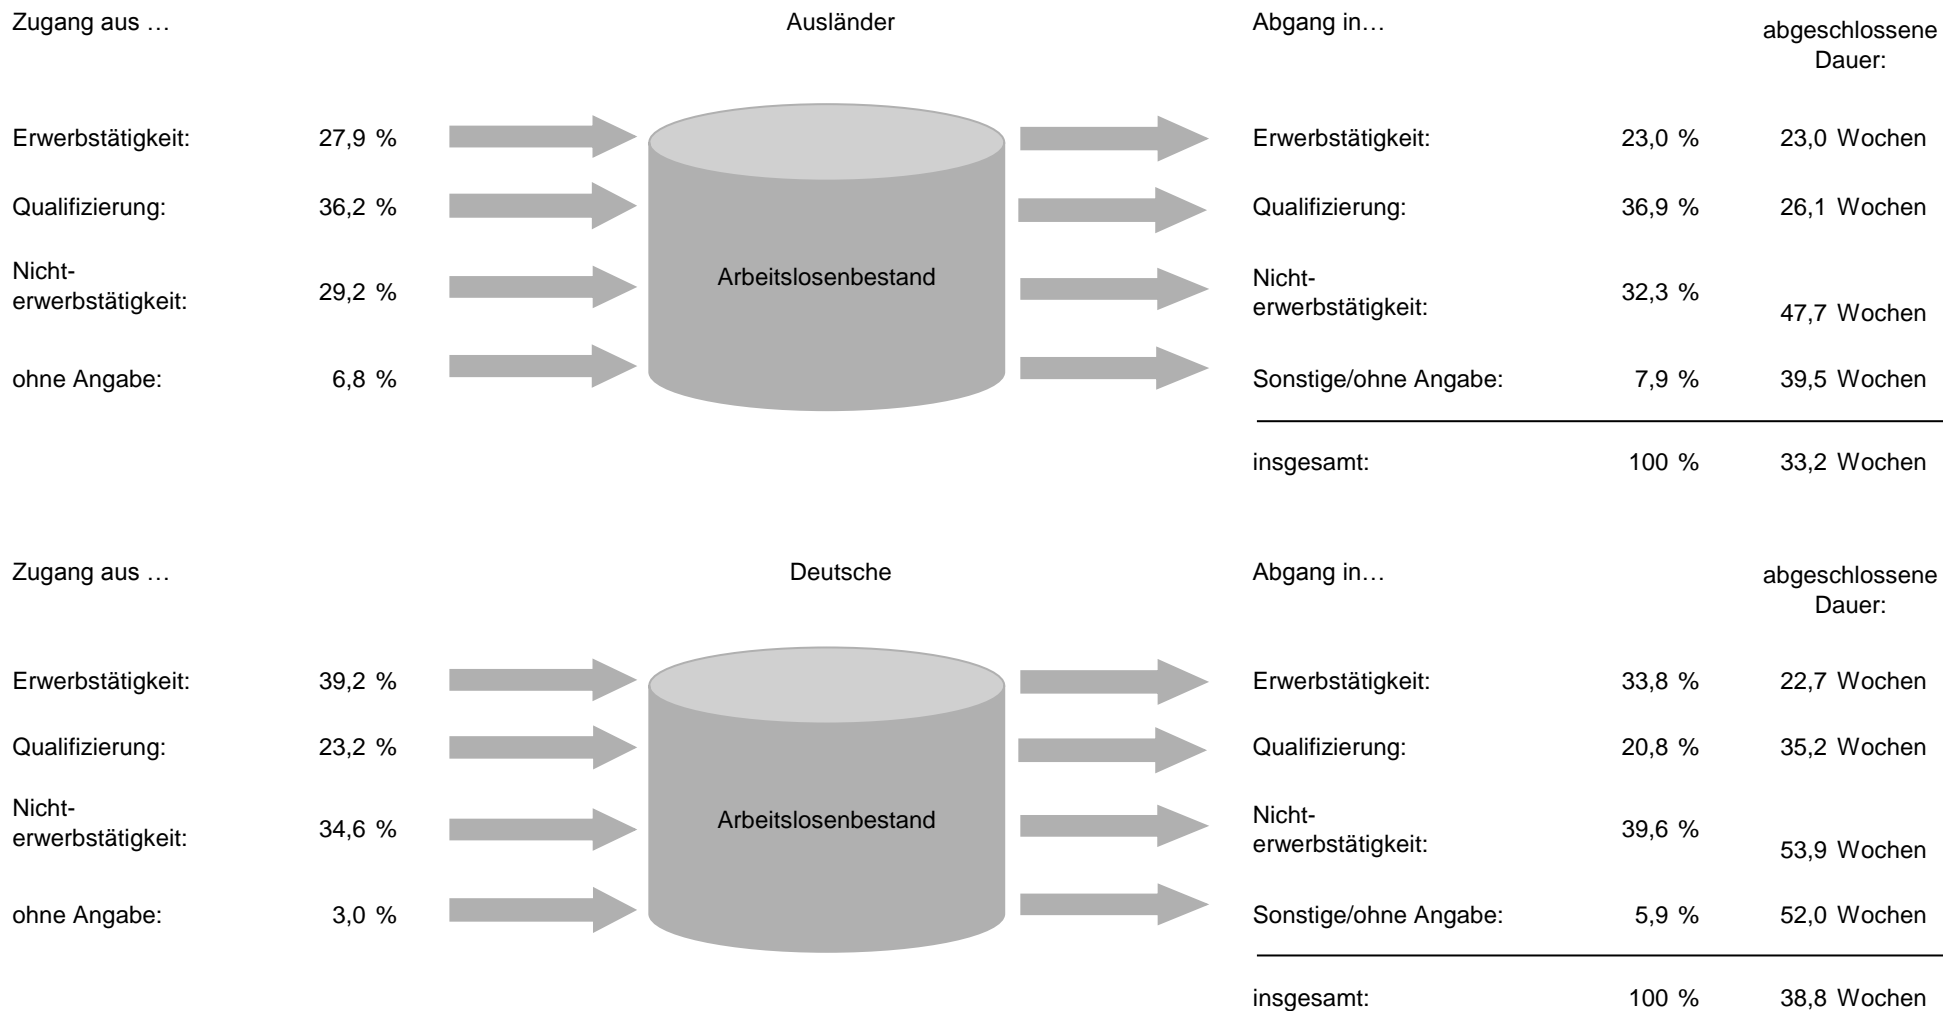 Zugang aus …
Ausländer
Abgang in…
abgeschlossene
Dauer:
Erwerbstätigkeit: 27,9 %
Erwerbstätigkeit: 23,0 % 23,0 Wochen
Qualifizierung: 36,2 %
Qualifizierung: 36,9 % 26,1 Wochen
Nicht-
erwerbstätigkeit: 29,2 %
Arbeitslosenbestand
Nicht-
erwerbstätigkeit: 32,3 % 47,7 Wochen
ohne Angabe: 6,8 %
Sonstige/ohne Angabe: 7,9 % 39,5 Wochen
insgesamt: 100 % 33,2 Wochen
Zugang aus …
Deutsche
Abgang in…
abgeschlossene
Dauer:
Erwerbstätigkeit: 39,2 %
Erwerbstätigkeit: 33,8 % 22,7 Wochen
Qualifizierung: 23,2 %
Qualifizierung: 20,8 % 35,2 Wochen
Nicht-
erwerbstätigkeit: 34,6 %
Arbeitslosenbestand
Nicht-
erwerbstätigkeit: 39,6 % 53,9 Wochen
ohne Angabe: 3,0 %
Sonstige/ohne Angabe: 5,9 % 52,0 Wochen
insgesamt: 100 % 38,8 Wochen